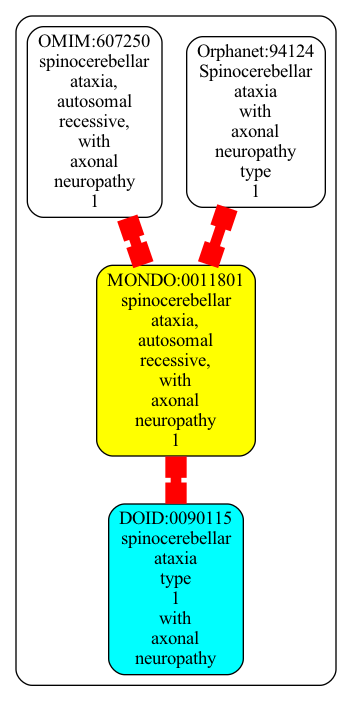 OMIM:607250
spinocerebellar
ataxia,
autosomal
recessive,
with
axonal
neuropathy
1
Orphanet:94124
Spinocerebellar
ataxia
with
axonal
neuropathy
type
1
MONDO:0011801
spinocerebellar
ataxia,
autosomal
recessive,
with
axonal
neuropathy
1
DOID:0090115
spinocerebellar
ataxia
type
1
with
axonal
neuropathy